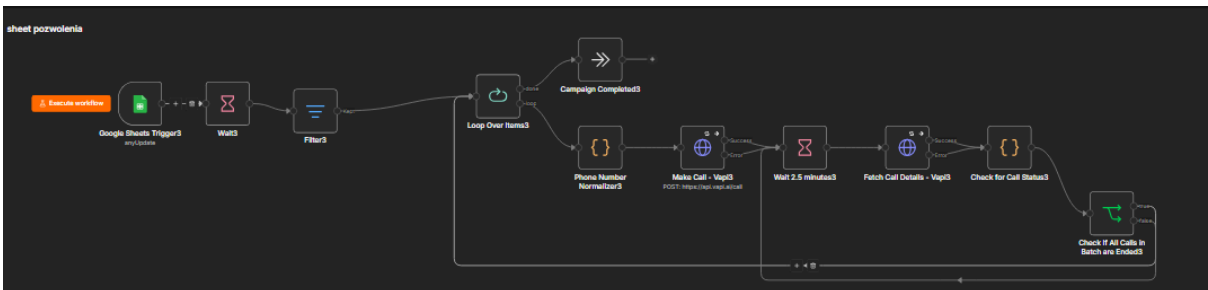 sheet pozwolenia
Execute workflow
Google Sheets Trigger3
anyUpdate
Wait3
Filter3
Loop Over Items3
done
loop
Campaign Completed3
Phone Number
Normalizer3
Make Call - Vapi3
POST: https://api.vapi.ai/call
Success
Error
Wait 2.5 minutes3
Fetch Call Details - Vapi3
Success
Error
Check for Call Status3
true
false
Check If All Calls in
Batch are Ended3